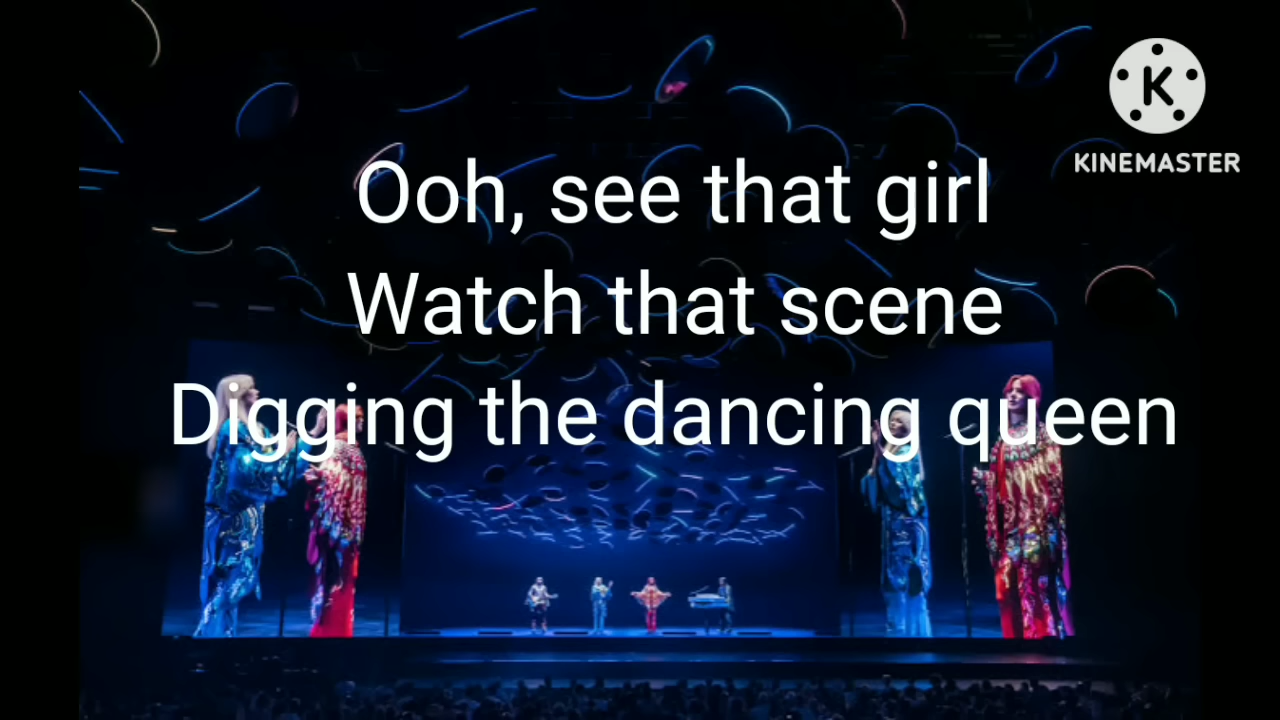 K
KINEMASTER
Ooh, see that girl
Watch that scene
Digging the dancing queen